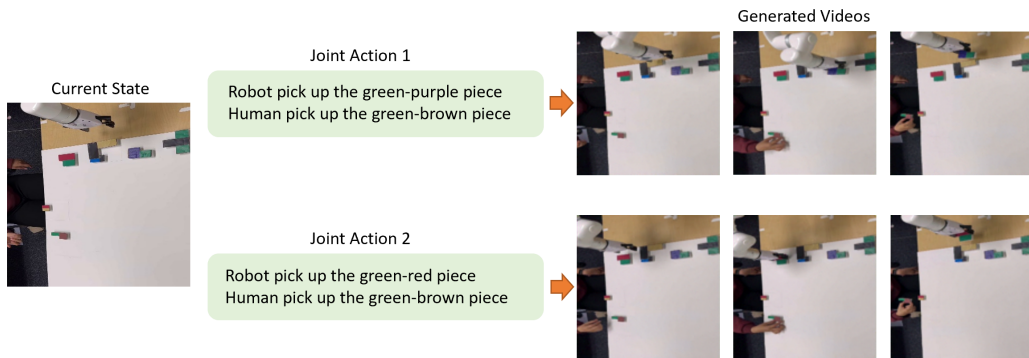 Generated Videos
Joint Action 1
Current State
Robot pick up the green-purple piece
Human pick up the green-brown piece
Joint Action 2
Robot pick up the green-red piece
Human pick up the green-brown piece